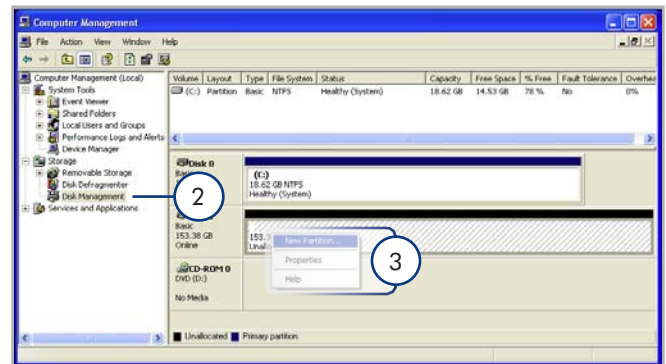 Computer Management
File Action View Window Help
Computer Management (Local)
System Tools
Event Viewer
Shared Folders
Local Users and Groups
Performance Logs and Alerts
Device Manager
Storage
Removable Storage
Disk Defragmenter
Disk Management
Services and Applications
2
Volume Layout Type File System Status Capacity Free Space % Free Fault Tolerance Overhea
(C:) Partition Basic NTFS Healthy (System) 18.62 GB 14.53 GB 78 % No 0%
Disk 0
(C:)
18.62 GB NTFS
Healthy (System)
Basic
153.38 GB
Online
153.
New Partition...
Properties
Help
3
CD-ROM 0
DVD (D:)
No Media
Unallocated Primary partition